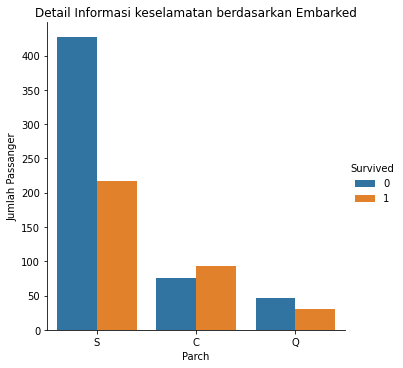 Detail Informasi keselamatan berdasarkan Embarked
400
350
300
250
200
150
100
50
0
Jumlah Passanger
S C Q
Parch
Survived
0
1